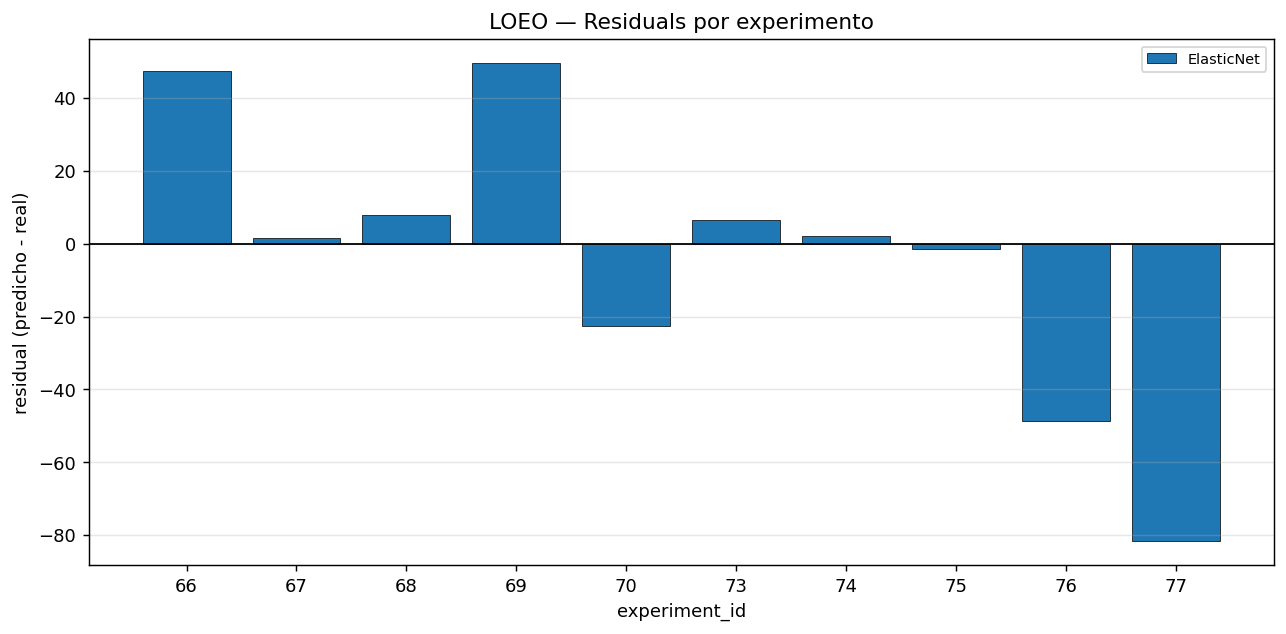 LOEO — Residuals por experimento
ElasticNet
residual (predicho - real)
40
20
0
−20
−40
−60
−80
66 67 68 69 70 73 74 75 76 77
experiment_id